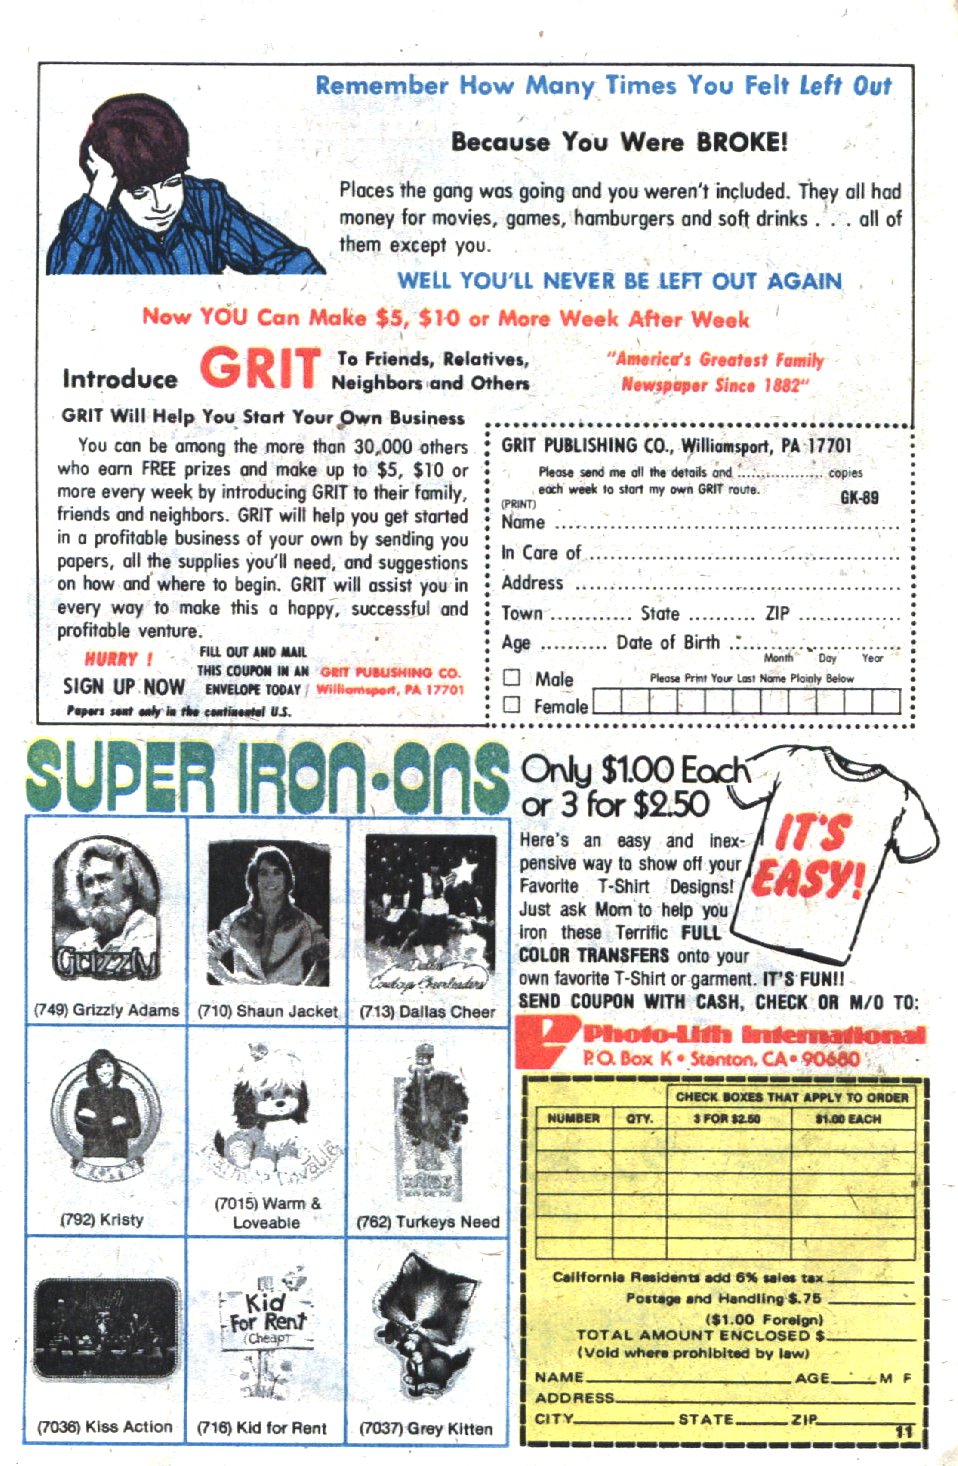 Remember How Many Times You Felt Left Out
Because You Were BROKE!
Places the gang was going and you weren't included. They all had
money for movies, games, hamburgers and soft drinks . . . all of
them except you.
WELL YOU'LL NEVER BE LEFT OUT AGAIN
Now YOU Can Make $5, $10 or More Week After Week
Introduce GRIT To Friends, Relatives,
Neighbors and Others
"America's Greatest Family
Newspaper Since 1882"
GRIT Will Help You Start Your Own Business
You can be among the more than 30,000 others
who earn FREE prizes and make up to $5, $10 or
more every week by introducing GRIT to their family,
friends and neighbors. GRIT will help you get started
in a profitable business of your own by sending you
papers, all the supplies you'll need, and suggestions
on how and where to begin. GRIT will assist you in
every way to make this a happy, successful and
profitable venture.
HURRY !
SIGN UP NOW
FILL OUT AND MAIL
THIS COUPON IN AN
ENVELOPE TODAY
GRIT PUBLISHING CO.
Williamsport, PA 17701
Papers sent only in the continental U.S.
GRIT PUBLISHING CO., Williamsport, PA 17701
Please send me all the details and ................ copies
each week to start my own GRIT route.
GK-89
(PRINT)
Name
In Care of
Address
Town ............ State .......... ZIP ..............
Age .......... Date of Birth
Month Day Year
Male
Female
Please Print Your Last Name Plainly Below
SUPER IRON-ONS
Grizzly
(749) Grizzly Adams
(710) Shaun Jacket
Dallas
Cowboys Cheerleaders
(713) Dallas Cheer
KRISTY
(792) Kristy
Warm & Loveable
(7015) Warm &
Loveable
(762) Turkeys Need
(7036) Kiss Action
Kid
For Rent
(Cheap)
(716) Kid for Rent
(7037) Grey Kitten
Only $1.00 Each
or 3 for $2.50
IT'S
EASY!
Here's an easy and inex-
pensive way to show off your
Favorite T-Shirt Designs!
Just ask Mom to help you
iron these Terrific FULL
COLOR TRANSFERS onto your
own favorite T-Shirt or garment. IT'S FUN!!
SEND COUPON WITH CASH, CHECK OR M/O TO:
Photo-Lith International
P.O. Box K • Stanton, CA • 90680
CHECK BOXES THAT APPLY TO ORDER
NUMBER QTY. 3 FOR $2.50 $1.00 EACH
California Residents add 6% sales tax
Postage and Handling $.75
($1.00 Foreign)
TOTAL AMOUNT ENCLOSED $
(Void where prohibited by law)
NAME AGE M F
ADDRESS
CITY STATE ZIP
11